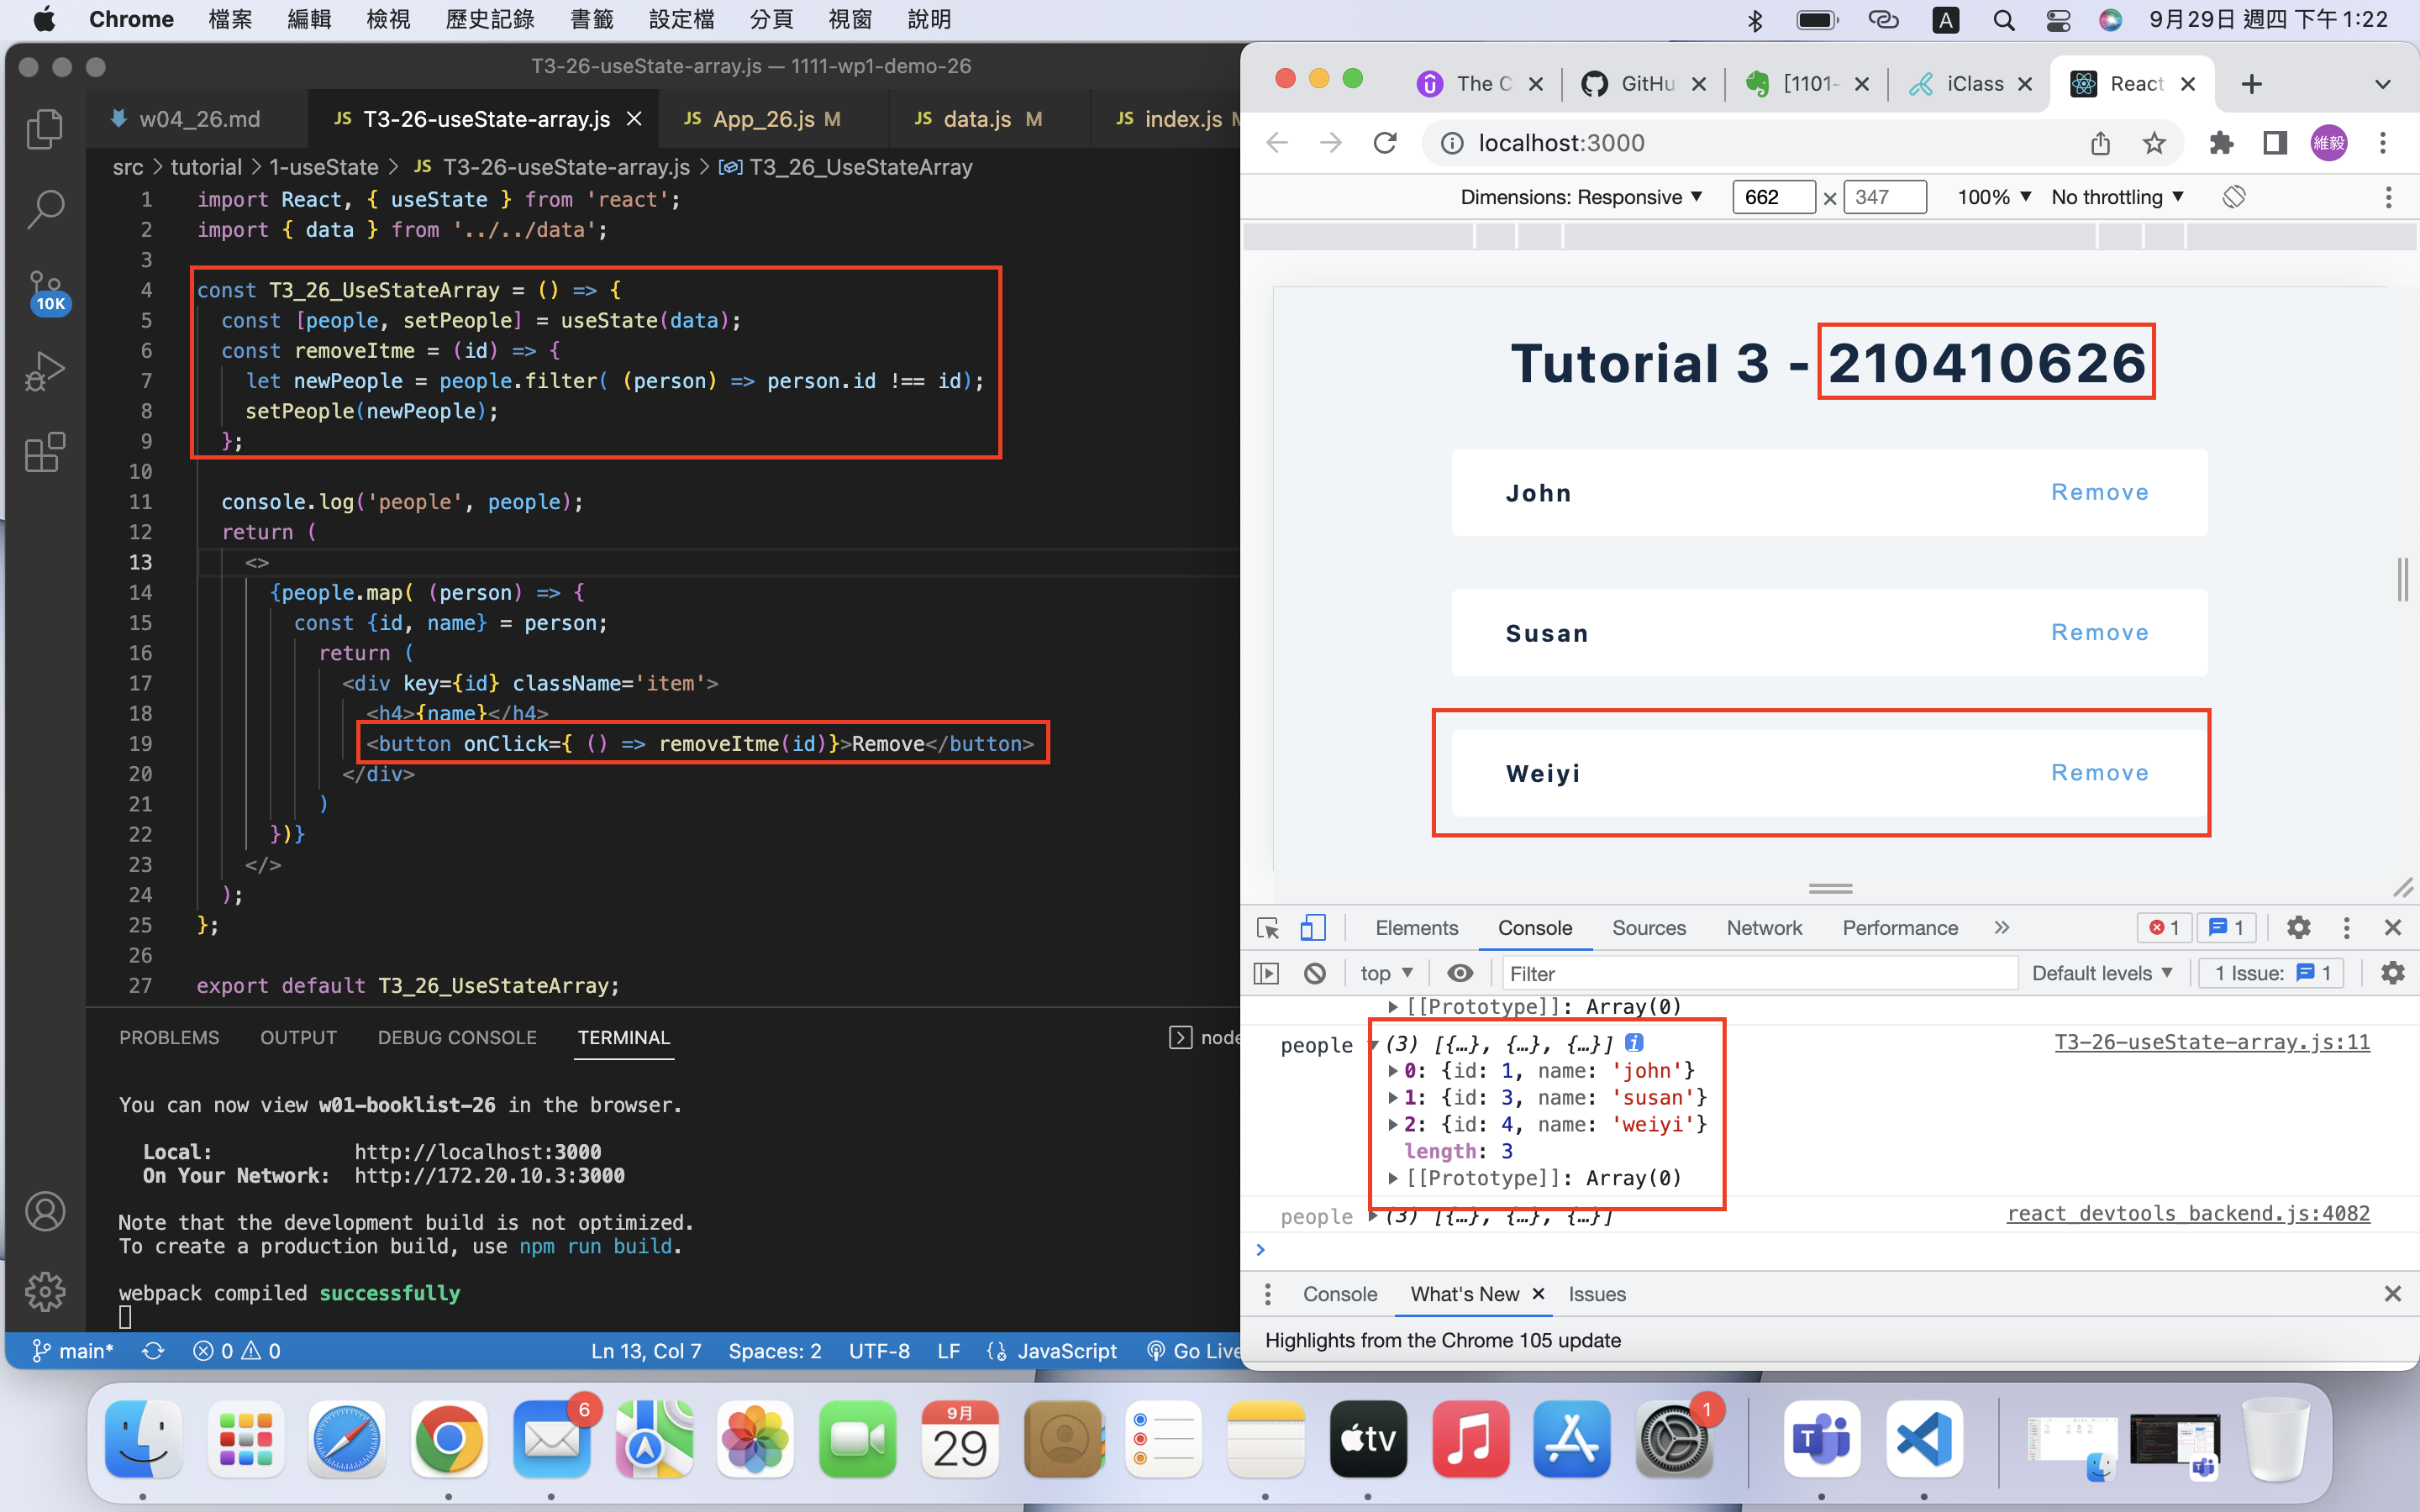 Chrome 檔案 編輯 檢視 歷史記錄 書籤 設定檔 分頁 視窗 說明
A 9月29日 週四 下午1:22
T3-26-useState-array.js — 1111-wp1-demo-26
w04_26.md JS T3-26-useState-array.js JS App_26.js M JS data.js M JS index.js
src > tutorial > 1-useState > JS T3-26-useState-array.js > T3_26_UseStateArray
10K
1 import React, { useState } from 'react';
2 import { data } from '../../data';
3
4 const T3_26_UseStateArray = () => {
5 const [people, setPeople] = useState(data);
6 const removeItme = (id) => {
7 let newPeople = people.filter( (person) => person.id !== id);
8 setPeople(newPeople);
9 };
10
11 console.log('people', people);
12 return (
13 <>
14 {people.map( (person) => {
15 const {id, name} = person;
16 return (
17 <div key={id} className='item'>
18 <h4>{name}</h4>
19 <button onClick={ () => removeItme(id)}>Remove</button>
20 </div>
21 )
22 })}
23 </>
24 );
25 };
26
27 export default T3_26_UseStateArray;
PROBLEMS OUTPUT DEBUG CONSOLE TERMINAL node
You can now view w01-booklist-26 in the browser.
Local: http://localhost:3000
On Your Network: http://172.20.10.3:3000
Note that the development build is not optimized.
To create a production build, use npm run build.
webpack compiled successfully
main* 0 0 Ln 13, Col 7 Spaces: 2 UTF-8 LF JavaScript Go Live
The C GitHu [1101- iClass React
localhost:3000 維毅
Dimensions: Responsive 662 × 347 100% No throttling
Tutorial 3 - 210410626
John Remove
Susan Remove
Weiyi Remove
Elements Console Sources Network Performance » 1 1
top Filter Default levels 1 Issue: 1
[[Prototype]]: Array(0)
people (3) [{…}, {…}, {…}] i T3-26-useState-array.js:11
0: {id: 1, name: 'john'}
1: {id: 3, name: 'susan'}
2: {id: 4, name: 'weiyi'}
length: 3
[[Prototype]]: Array(0)
people (3) [{…}, {…}, {…}] react_devtools_backend.js:4082
>
Console What's New Issues
Highlights from the Chrome 105 update
6 9月 29 tv 1 T